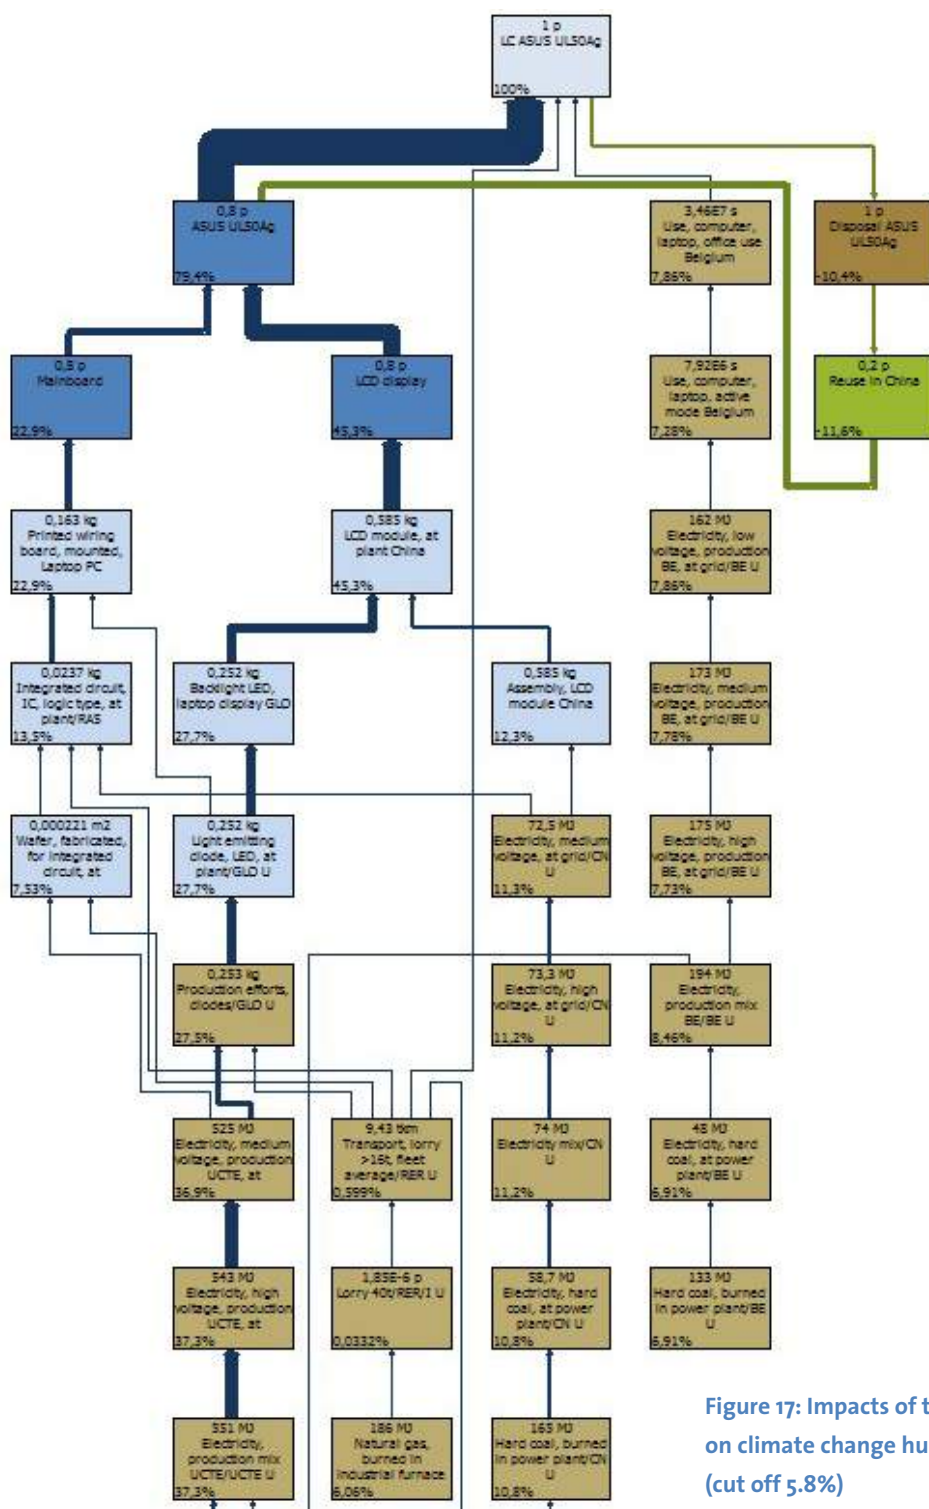 1 p
LC ASUS UL50Ag
100%
0,8 p
ASUS UL50Ag
79,4%
3,46E7 s
Use, computer,
laptop, office use
Belgium
7,86%
1 p
Disposal ASUS
UL50Ag
-10,4%
0,8 p
Mainboard
22,9%
0,8 p
LCD display
45,3%
7,92E6 s
Use, computer,
laptop, active
mode Belgium
7,28%
0,2 p
Reuse in China
-11,6%
0,163 kg
Printed wiring
board, mounted,
Laptop PC
22,9%
0,585 kg
LCD module, at
plant China
45,3%
162 MJ
Electricity, low
voltage, production
BE, at grid/BE U
7,86%
0,0237 kg
Integrated circuit,
IC, logic type, at
plant/RAS
13,5%
0,252 kg
Backlight LED,
laptop display GLO
27,7%
0,585 kg
Assembly, LCD
module China
12,3%
173 MJ
Electricity, medium
voltage, production
BE, at grid/BE U
7,78%
0,000221 m2
Wafer, fabricated,
for integrated
circuit, at
7,53%
0,252 kg
Light emitting
diode, LED, at
plant/GLO U
27,7%
72,5 MJ
Electricity, medium
voltage, at grid/CN
U
11,3%
175 MJ
Electricity, high
voltage, production
BE, at grid/BE U
7,73%
0,253 kg
Production efforts,
diodes/GLO U
27,5%
73,3 MJ
Electricity, high
voltage, at grid/CN
U
11,2%
194 MJ
Electricity,
production mix
BE/BE U
8,46%
525 MJ
Electricity, medium
voltage, production
UCTE, at
36,9%
9,43 tkm
Transport, lorry
>16t, fleet
average/RER U
0,599%
74 MJ
Electricity mix/CN
U
11,2%
48 MJ
Electricity, hard
coal, at power
plant/BE U
6,91%
543 MJ
Electricity, high
voltage, production
UCTE, at
37,3%
1,85E-6 p
Lorry 40t/RER/I U
0,0332%
58,7 MJ
Electricity, hard
coal, at power
plant/CN U
10,8%
133 MJ
Hard coal, burned
in power plant/BE
U
6,91%
551 MJ
Electricity,
production mix
UCTE/UCTE U
37,3%
186 MJ
Natural gas,
burned in
industrial furnace
6,06%
165 MJ
Hard coal, burned
in power plant/CN
U
10,8%
Figure 17: Impacts of
on climate change
(cut off 5.8%)